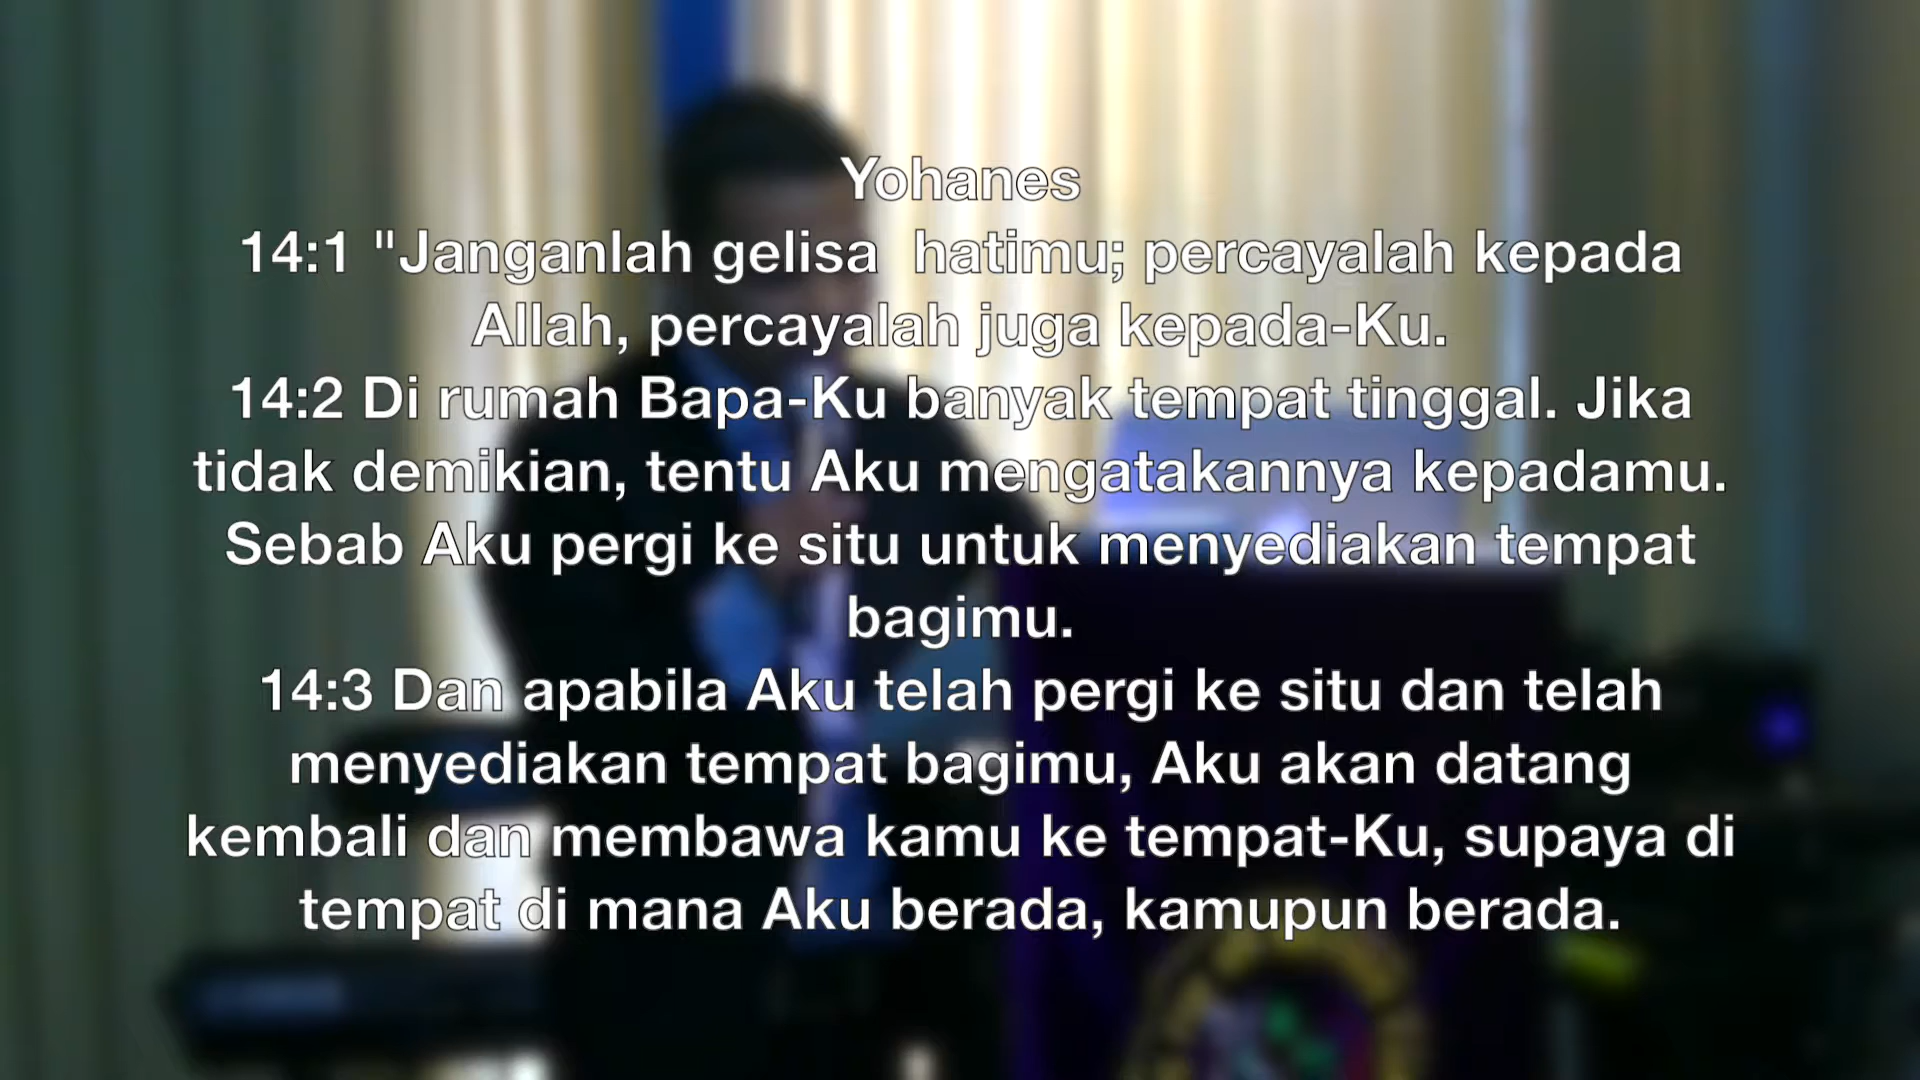 Yohanes
14:1 "Janganlah gelisa  hatimu; percayalah kepada
Allah, percayalah juga kepada-Ku.
14:2 Di rumah Bapa-Ku banyak tempat tinggal. Jika
tidak demikian, tentu Aku mengatakannya kepadamu.
Sebab Aku pergi ke situ untuk menyediakan tempat
bagimu.
14:3 Dan apabila Aku telah pergi ke situ dan telah
menyediakan tempat bagimu, Aku akan datang
kembali dan membawa kamu ke tempat-Ku, supaya di
tempat di mana Aku berada, kamupun berada.